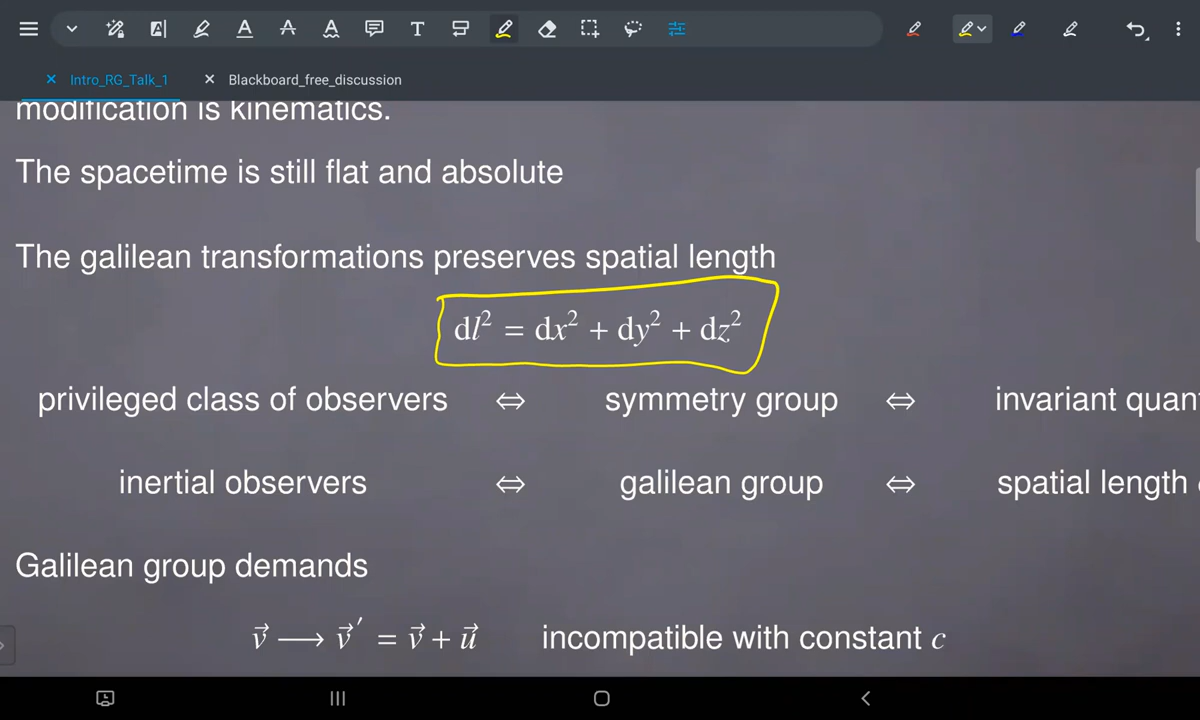 Intro_RG_Talk_1 Blackboard_free_discussion
modification is kinematics.
The spacetime is still flat and absolute
The galilean transformations preserves spatial length
dl² = dx² + dy² + dz²
privileged class of observers ⇔ symmetry group ⇔ invariant quan
inertial observers ⇔ galilean group ⇔ spatial length
Galilean group demands
v⃗ ⟶ v⃗ ′ = v⃗ + u⃗ incompatible with constant c